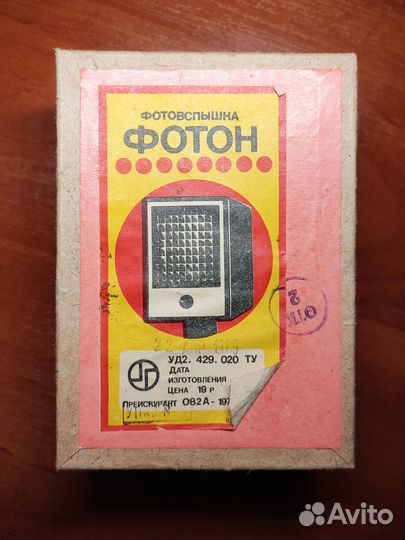 ФОТОВСПЫШКА
ФОТОН
УД2. 429. 020 ТУ
ДАТА
ИЗГОТОВЛЕНИЯ
ЦЕНА 19 Р
ПРЕЙСКУРАНТ 082А-197
ОТК
2
Avito